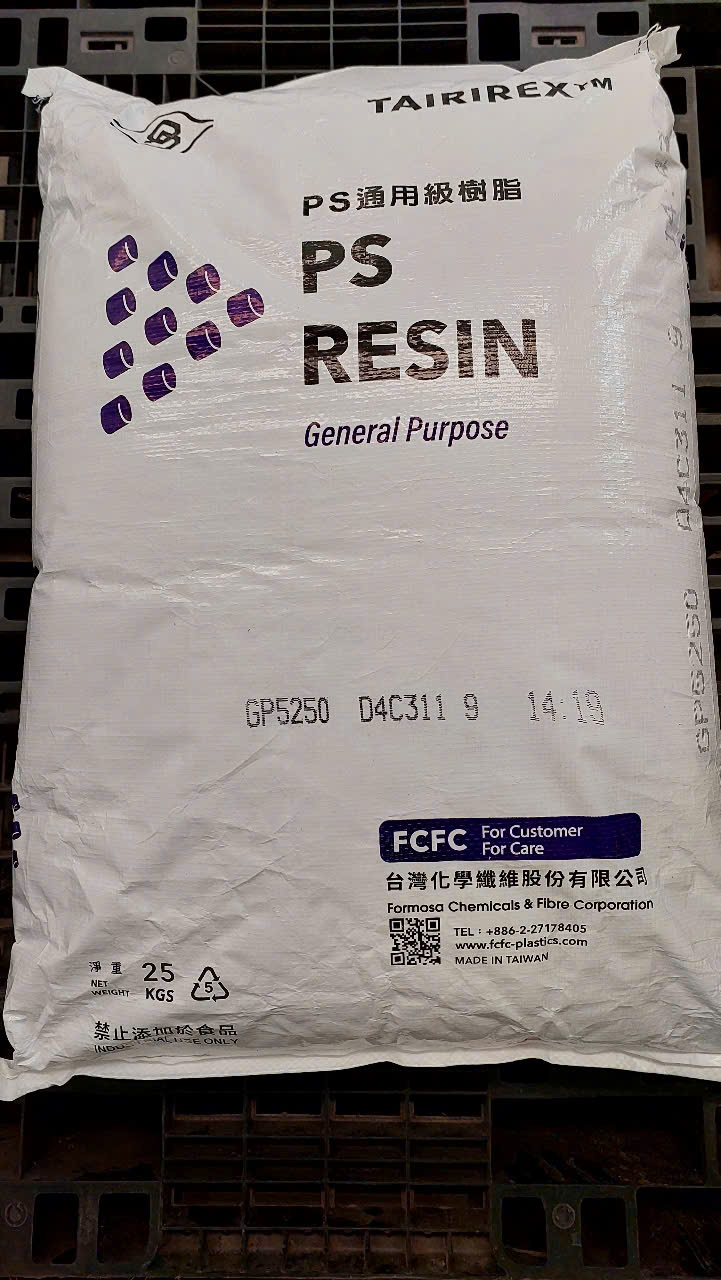 TAIRIREX™
PS通用級樹脂
PS
RESIN
General Purpose
GP5250 D4C311 9 14:19
FCFC For Customer
For Care
台灣化學纖維股份有限公司
Formosa Chemicals & Fibre Corporation
TEL：+886-2-27178405
www.fcfc-plastics.com
MADE IN TAIWAN
淨重 25
NET WEIGHT KGS
5
禁止添加於食品
USE ONLY
GP5250 D4C311 9